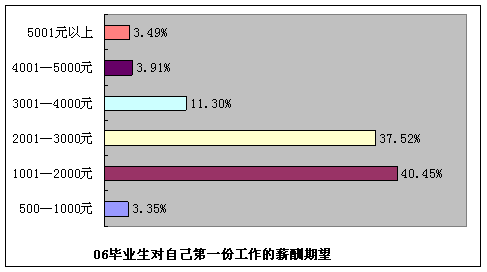 5001元以上 3.49%
4001—5000元 3.91%
3001—4000元 11.30%
2001—3000元 37.52%
1001—2000元 40.45%
500—1000元 3.35%
06毕业生对自己第一份工作的薪酬期望